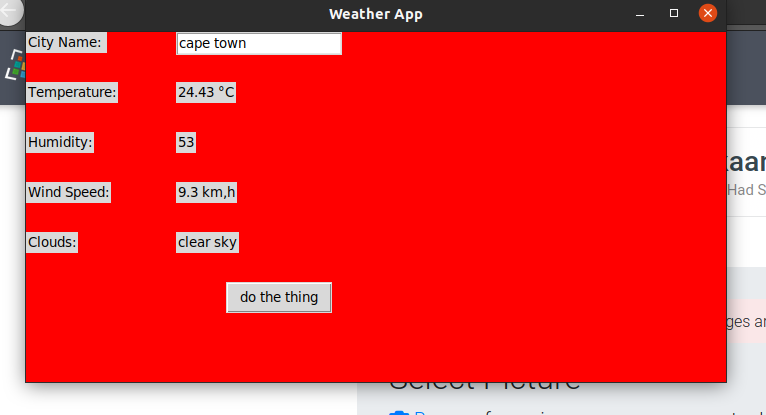 Weather App
City Name: cape town
Temperature: 24.43 °C
Humidity: 53
Wind Speed: 9.3 km,h
Clouds: clear sky
do the thing
Had S
ges a
Select Picture